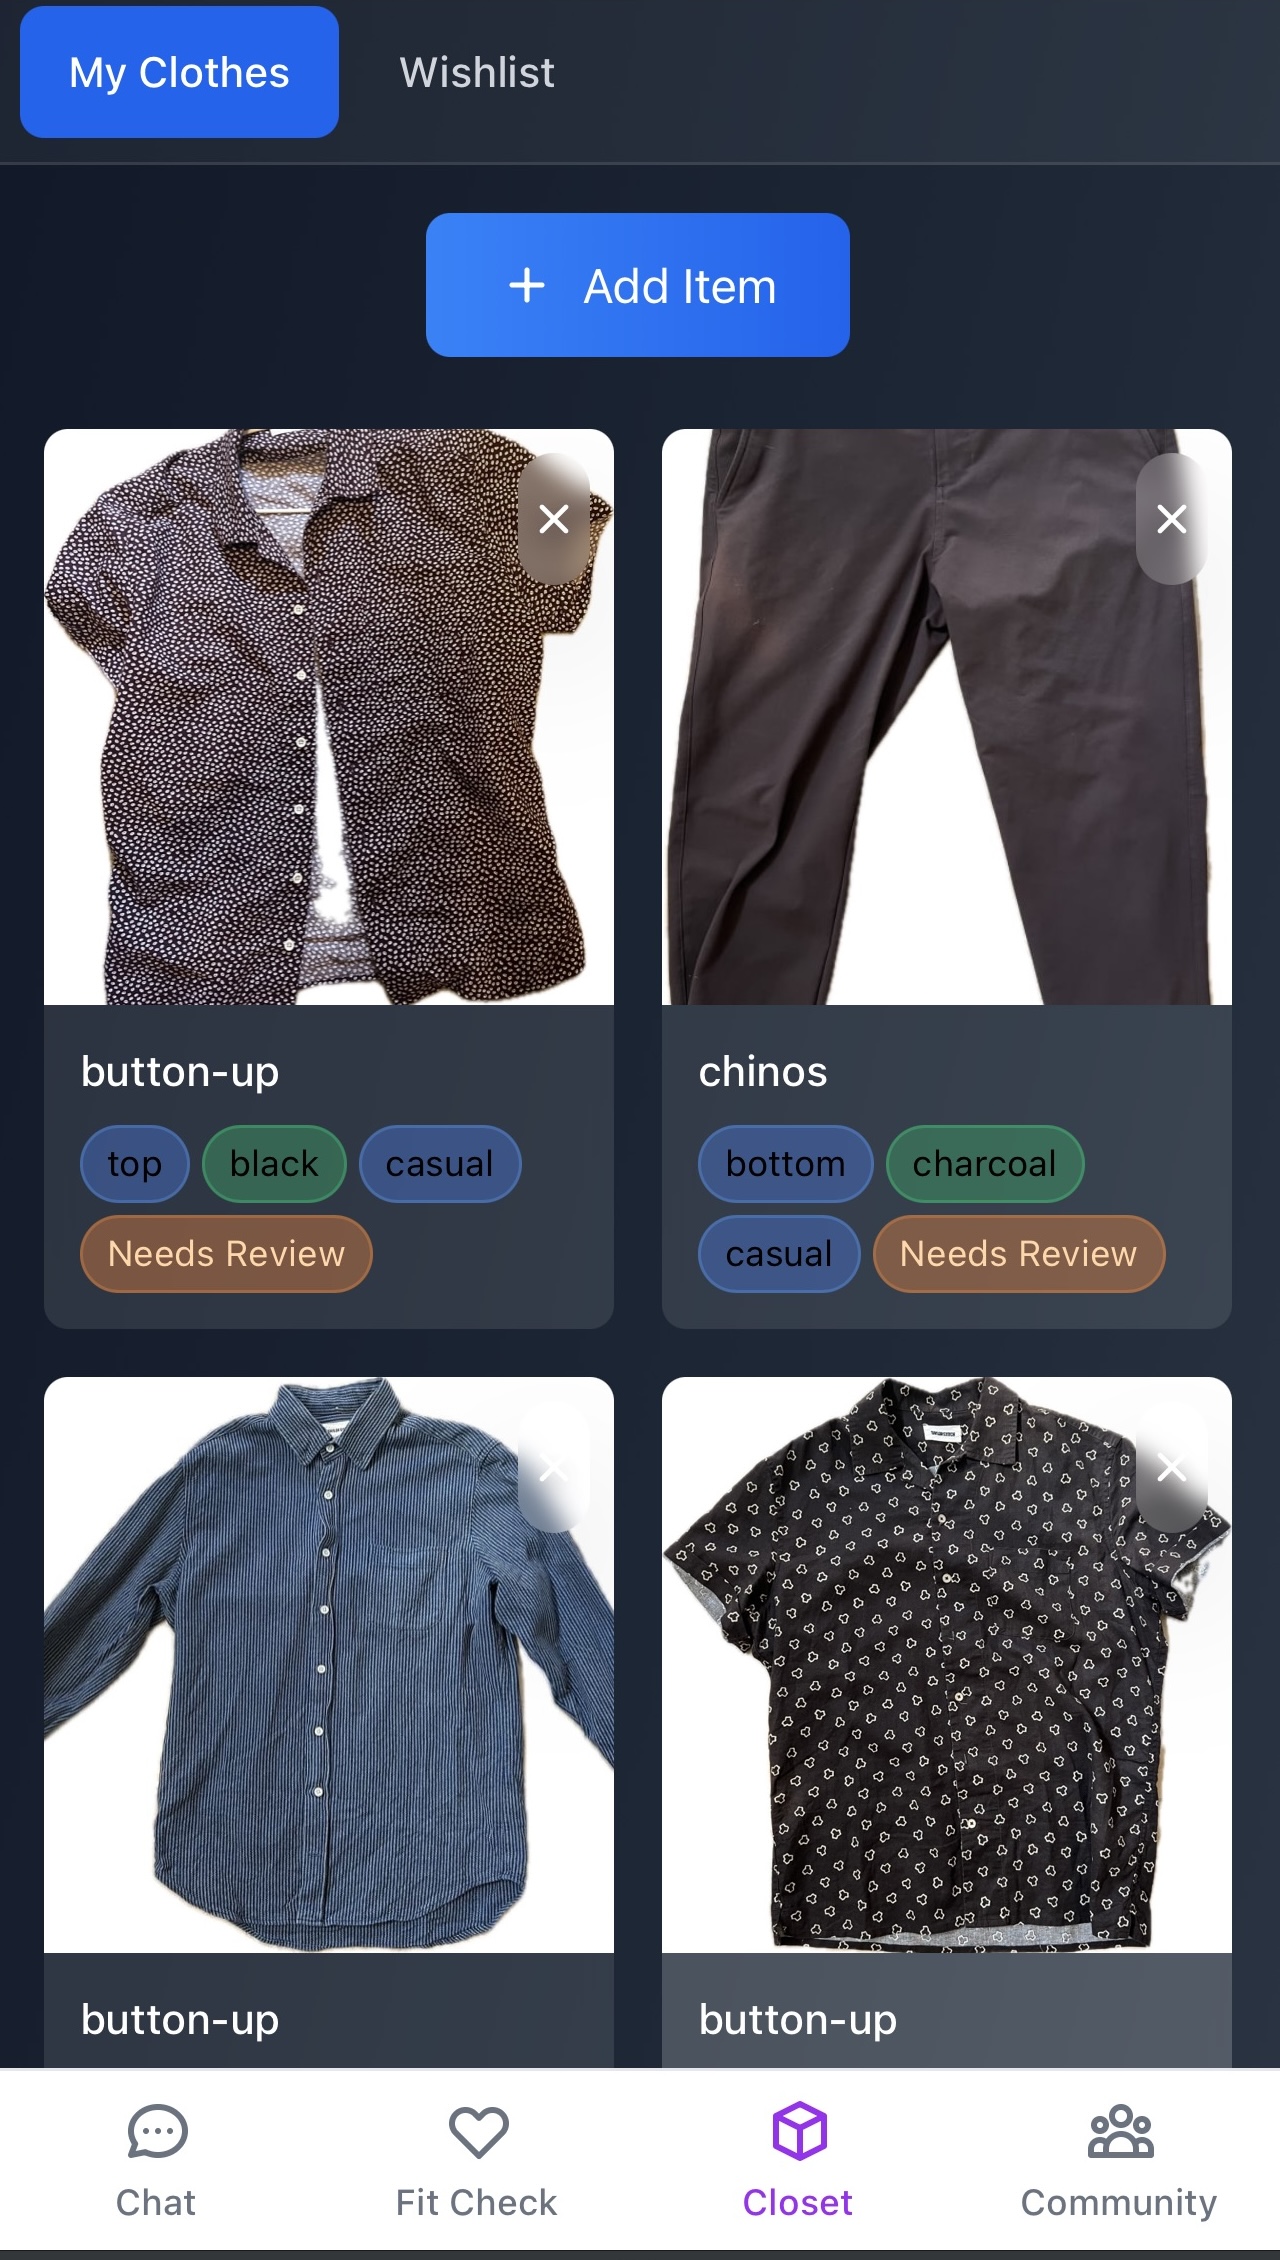 My Clothes
Wishlist
+ Add Item
button-up
top
black
casual
Needs Review
chinos
bottom
charcoal
casual
Needs Review
button-up
button-up
Chat
Fit Check
Closet
Community